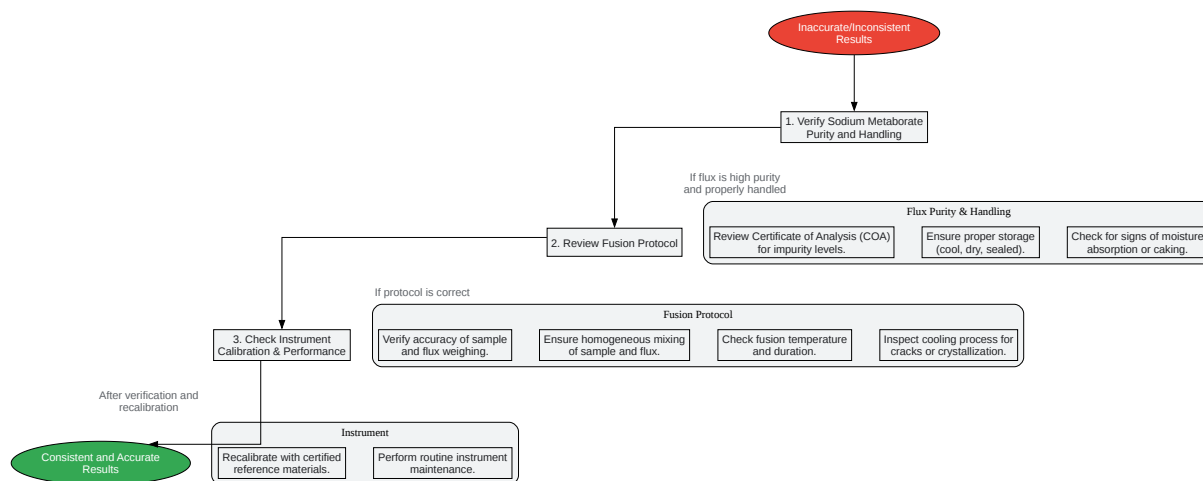 Inaccurate/Inconsistent
Results
1. Verify Sodium Metaborate
Purity and Handling
If flux is high purity
and properly handled
Flux Purity & Handling
Review Certificate of Analysis (COA)
for impurity levels.
Ensure proper storage
(cool, dry, sealed).
Check for signs of moisture
absorption or caking.
2. Review Fusion Protocol
If protocol is correct
Fusion Protocol
Verify accuracy of sample
and flux weighing.
Ensure homogeneous mixing
of sample and flux.
Check fusion temperature
and duration.
Inspect cooling process for
cracks or crystallization.
3. Check Instrument
Calibration & Performance
After verification and
recalibration
Instrument
Recalibrate with certified
reference materials.
Perform routine instrument
maintenance.
Consistent and Accurate
Results